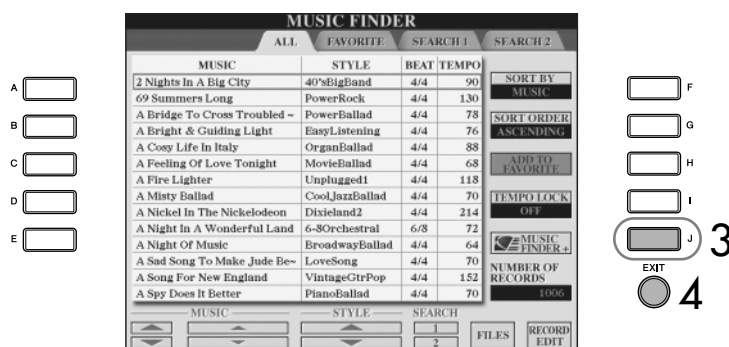 MUSIC FINDER
ALL FAVORITE SEARCH 1 SEARCH 2
MUSIC STYLE BEAT TEMPO
2 Nights In A Big City 40'sBigBand 4/4 90
69 Summers Long PowerRock 4/4 130
A Bridge To Cross Troubled ~ PowerBallad 4/4 78
A Bright & Guiding Light EasyListening 4/4 76
A Cosy Life In Italy OrganBallad 4/4 88
A Feeling Of Love Tonight MovieBallad 4/4 68
A Fire Lighter Unplugged1 4/4 118
A Misty Ballad CoolJazzBallad 4/4 70
A Nickel In The Nickelodeon Dixieland2 4/4 214
A Night In A Wonderful Land 6-8Orchestral 6/8 72
A Night Of Music BroadwayBallad 4/4 64
A Sad Song To Make Jude Be~ LoveSong 4/4 70
A Song For New England VintageGtrPop 4/4 152
A Spy Does It Better PianoBallad 4/4 70
SORT BY
MUSIC
SORT ORDER
ASCENDING
ADD TO
FAVORITE
TEMPO LOCK
OFF
MUSIC
FINDER +
NUMBER OF
RECORDS
1006
MUSIC STYLE SEARCH
1
2
FILES
RECORD
EDIT
A
B
C
D
E
F
G
H
I
J
3
EXIT
4